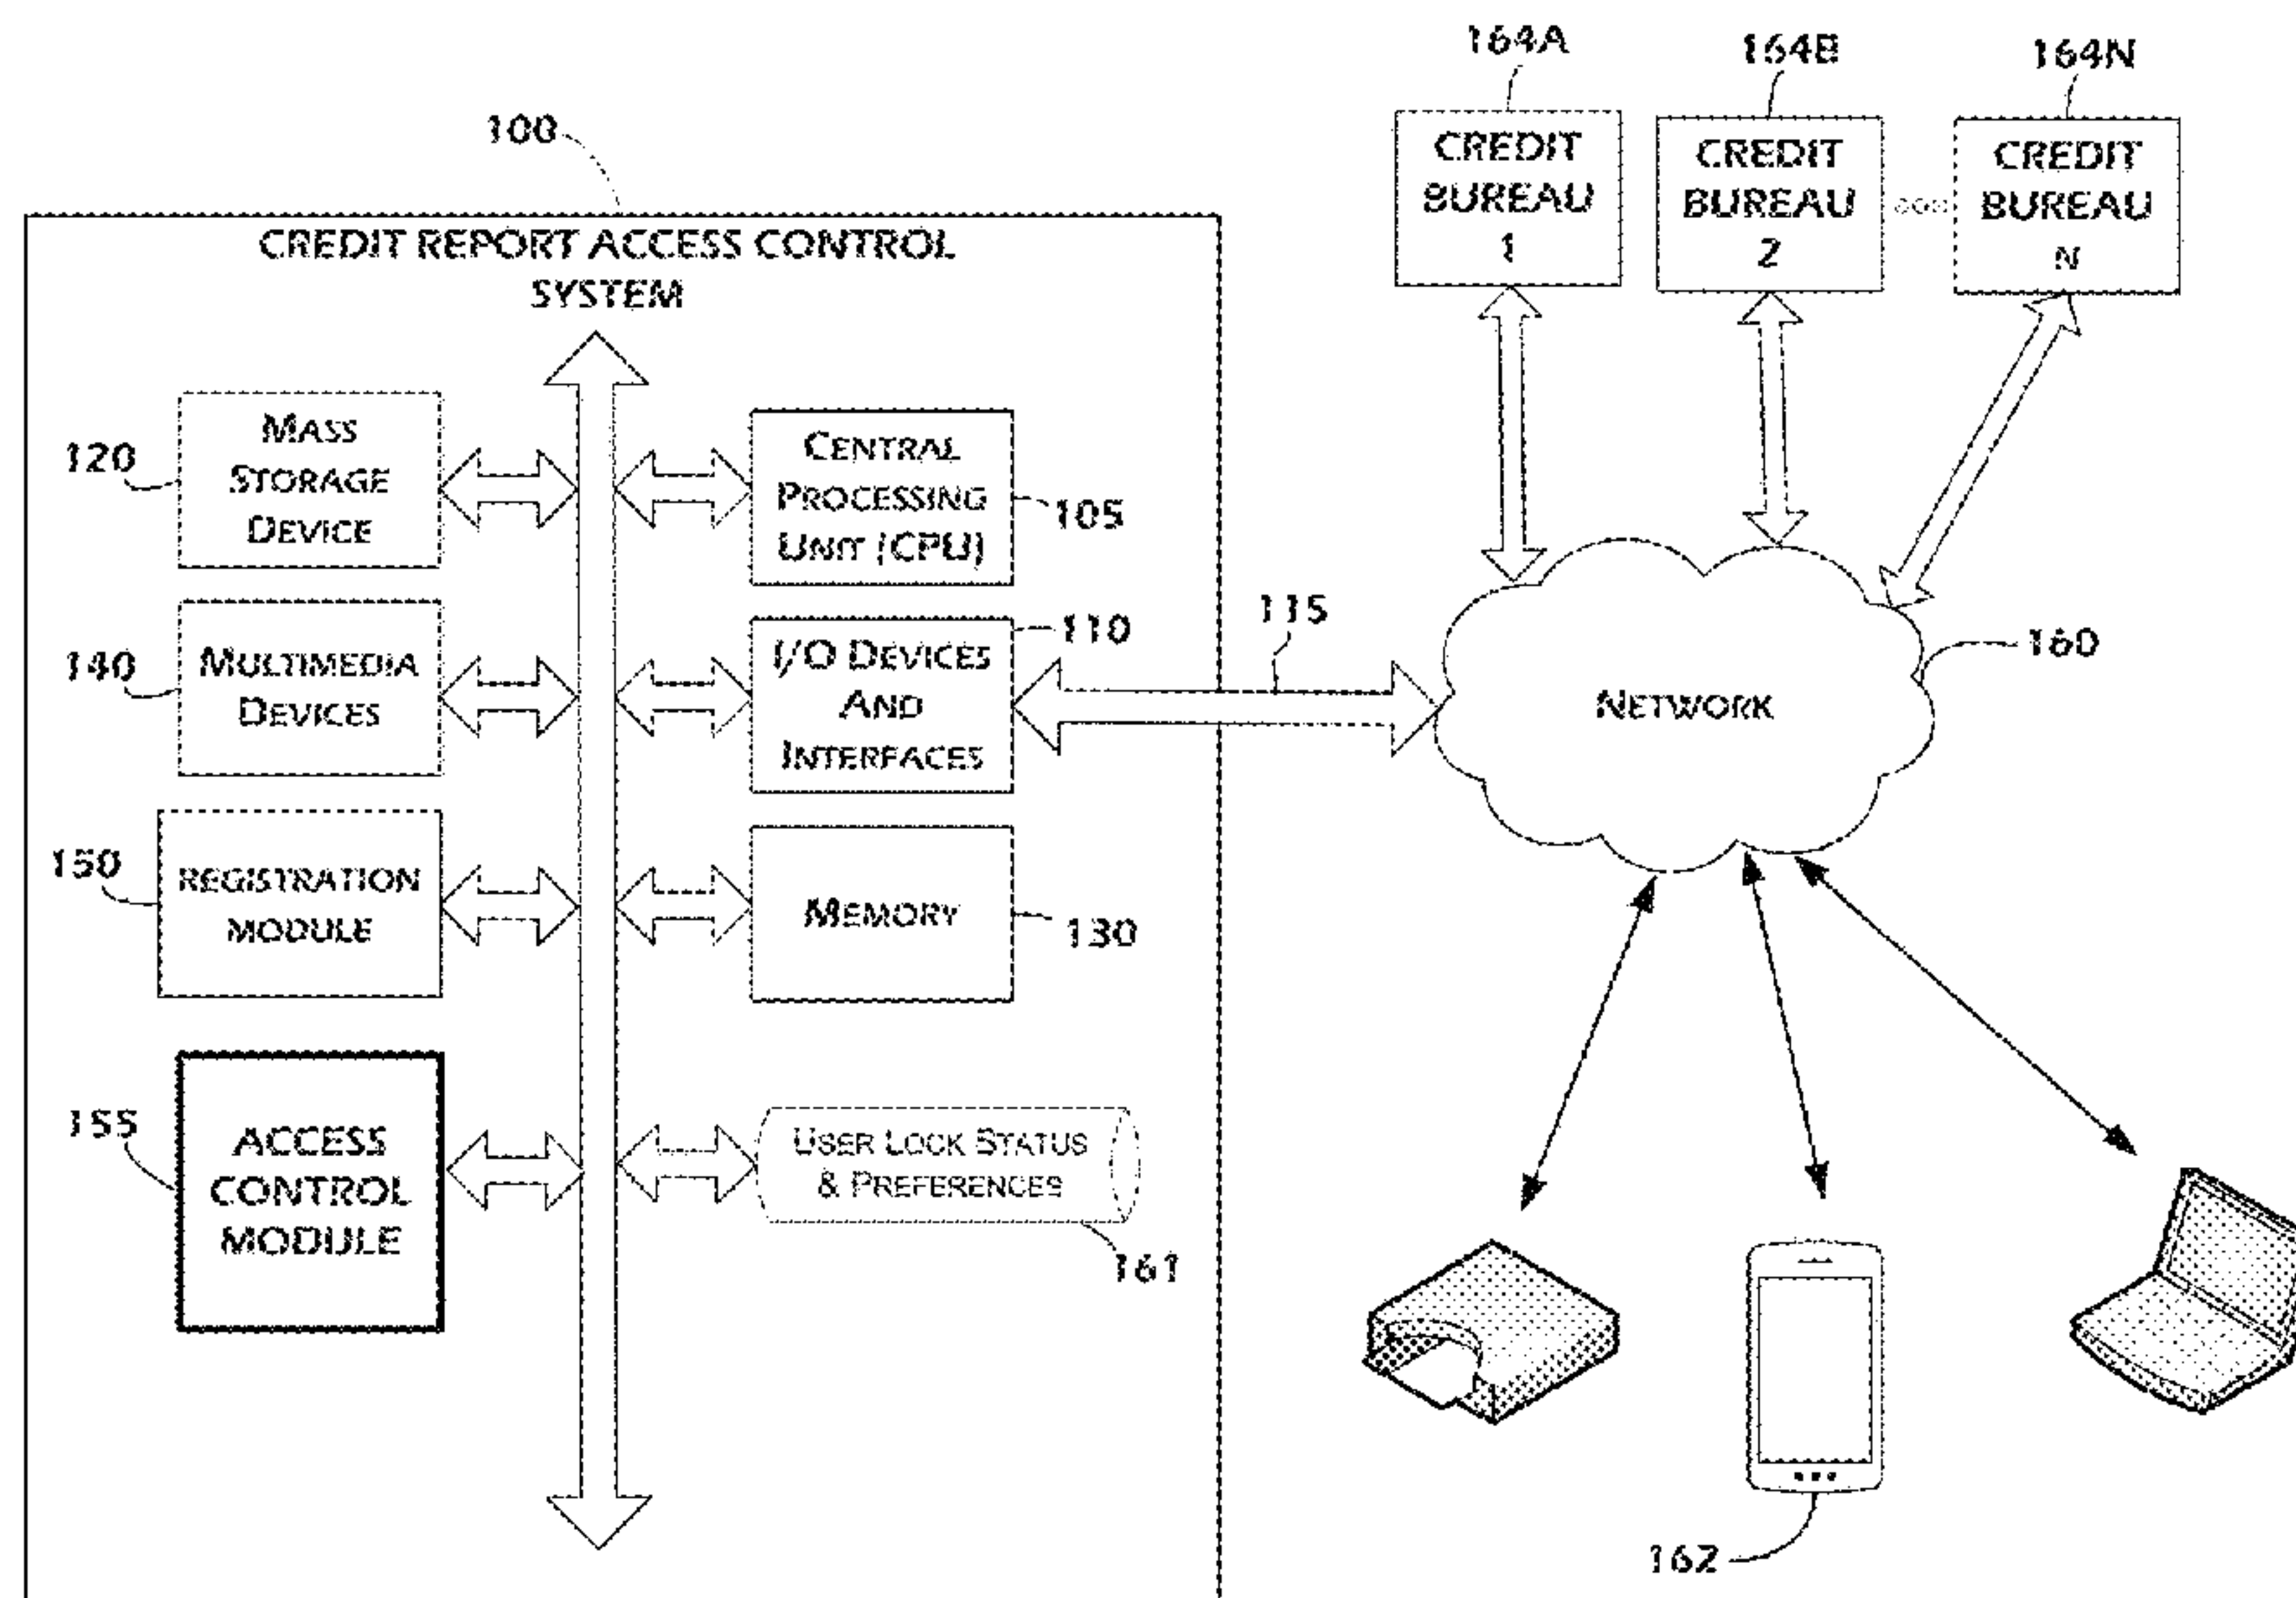 164A
164B
164N
100
CREDIT
BUREAU
1
CREDIT
BUREAU
2
CREDIT
BUREAU
N
CREDIT REPORT ACCESS CONTROL
SYSTEM
120
MASS
STORAGE
DEVICE
CENTRAL
PROCESSING
UNIT (CPU)
105
140
MULTIMEDIA
DEVICES
I/O DEVICES
AND
INTERFACES
110
115
NETWORK
160
150
REGISTRATION
MODULE
MEMORY
130
155
ACCESS
CONTROL
MODULE
USER LOCK STATUS
& PREFERENCES
161
162